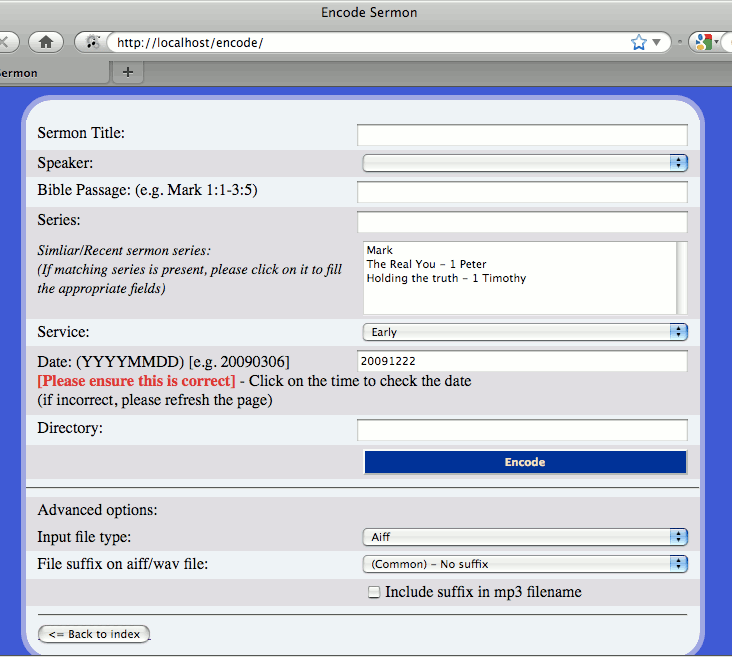 Encode Sermon
http://localhost/encode/
ermon
+
Sermon Title:
Speaker:
Bible Passage: (e.g. Mark 1:1-3:5)
Series:
Simliar/Recent sermon series:
(If matching series is present, please click on it to fill
the appropriate fields)
Mark
The Real You - 1 Peter
Holding the truth - 1 Timothy
Service:
Early
Date: (YYYYMMDD) [e.g. 20090306]
20091222
[Please ensure this is correct] - Click on the time to check the date
(if incorrect, please refresh the page)
Directory:
Encode
Advanced options:
Input file type:
Aiff
File suffix on aiff/wav file:
(Common) - No suffix
Include suffix in mp3 filename
<= Back to index